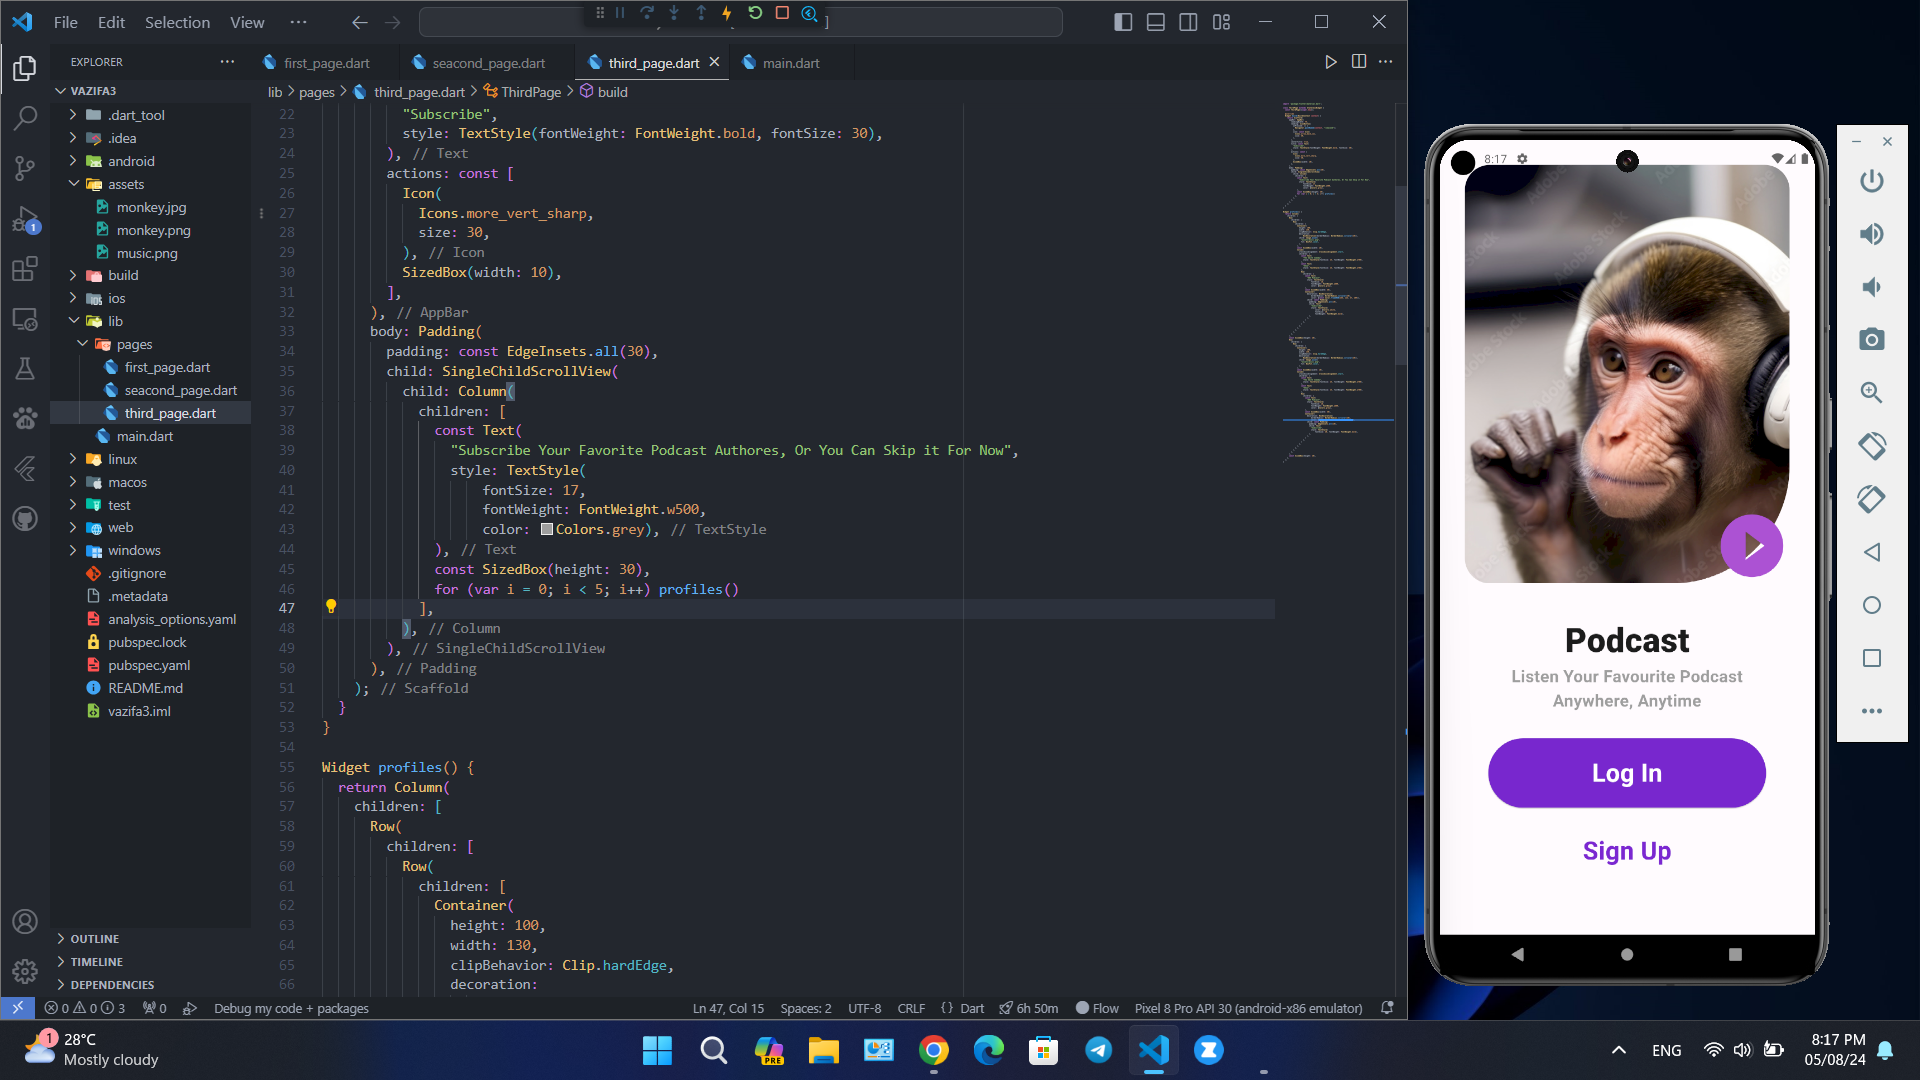 File Edit Selection View ···
EXPLORER
first_page.dart
seacond_page.dart
third_page.dart
main.dart
VAZIFA3
.dart_tool
.idea
android
assets
monkey.jpg
monkey.png
music.png
build
ios
lib
pages
first_page.dart
seacond_page.dart
third_page.dart
main.dart
linux
macos
test
web
windows
.gitignore
.metadata
analysis_options.yaml
pubspec.lock
pubspec.yaml
README.md
vazifa3.iml
OUTLINE
TIMELINE
DEPENDENCIES
lib > pages > third_page.dart > ThirdPage > build
22 "Subscribe",
23 style: TextStyle(fontWeight: FontWeight.bold, fontSize: 30),
24 ), // Text
25 actions: const [
26 Icon(
27 Icons.more_vert_sharp,
28 size: 30,
29 ), // Icon
30 SizedBox(width: 10),
31 ],
32 ), // AppBar
33 body: Padding(
34 padding: const EdgeInsets.all(30),
35 child: SingleChildScrollView(
36 child: Column(
37 children: [
38 const Text(
39 "Subscribe Your Favorite Podcast Authores, Or You Can Skip it For Now",
40 style: TextStyle(
41 fontSize: 17,
42 fontWeight: FontWeight.w500,
43 color: Colors.grey), // TextStyle
44 ), // Text
45 const SizedBox(height: 30),
46 for (var i = 0; i < 5; i++) profiles()
47 ],
48 ), // Column
49 ), // SingleChildScrollView
50 ), // Padding
51 ); // Scaffold
52 }
53 }
54
55 Widget profiles() {
56 return Column(
57 children: [
58 Row(
59 children: [
60 Row(
61 children: [
62 Container(
63 height: 100,
64 width: 130,
65 clipBehavior: Clip.hardEdge,
66 decoration:
0 0 3 0 Debug my code + packages
Ln 47, Col 15 Spaces: 2 UTF-8 CRLF {} Dart 6h 50m Flow Pixel 8 Pro API 30 (android-x86 emulator)
8:17
Adobe Stock
Podcast
Listen Your Favourite Podcast
Anywhere, Anytime
Log In
Sign Up
1
28°C
Mostly cloudy
PRE
ENG
8:17 PM
05/08/24